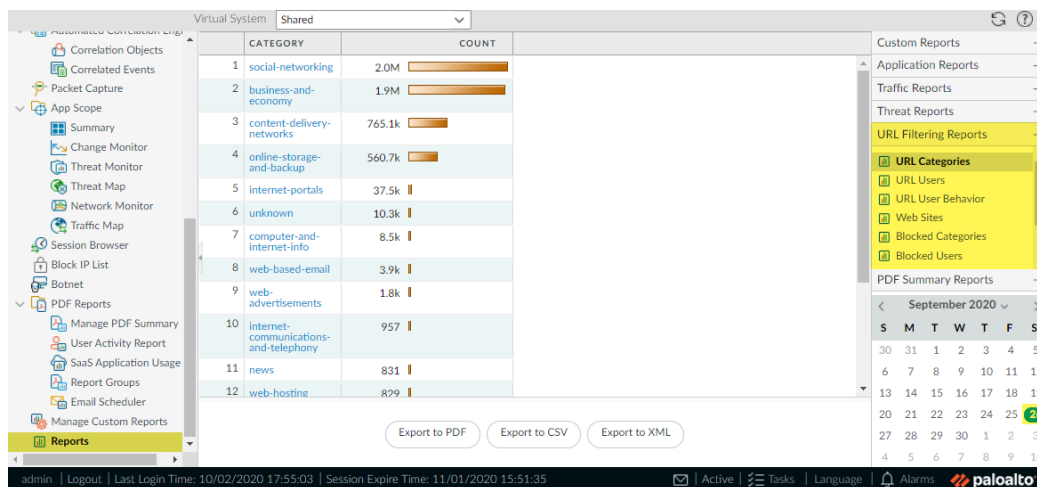 Virtual System Shared
Automated Correlation Engi
Correlation Objects
Correlated Events
Packet Capture
App Scope
Summary
Change Monitor
Threat Monitor
Threat Map
Network Monitor
Traffic Map
Session Browser
Block IP List
Botnet
PDF Reports
Manage PDF Summary
User Activity Report
SaaS Application Usage
Report Groups
Email Scheduler
Manage Custom Reports
Reports
CATEGORY COUNT
1 social-networking 2.0M
2 business-and-
economy 1.9M
3 content-delivery-
networks 765.1k
4 online-storage-
and-backup 560.7k
5 internet-portals 37.5k
6 unknown 10.3k
7 computer-and-
internet-info 8.5k
8 web-based-email 3.9k
9 web-
advertisements 1.8k
10 internet-
communications-
and-telephony 957
11 news 831
12 web-hosting 829
Export to PDF Export to CSV Export to XML
Custom Reports
Application Reports
Traffic Reports
Threat Reports
URL Filtering Reports
URL Categories
URL Users
URL User Behavior
Web Sites
Blocked Categories
Blocked Users
PDF Summary Reports
September 2020
S M T W T F S
30 31 1 2 3 4 5
6 7 8 9 10 11
13 14 15 16 17 18
20 21 22 23 24 25
27 28 29 30 1 2 3
4 5 6 7 8 9
admin | Logout | Last Login Time: 10/02/2020 17:55:03 | Session Expire Time: 11/01/2020 15:51:35 | Active | Tasks | Language | Alarms paloalto